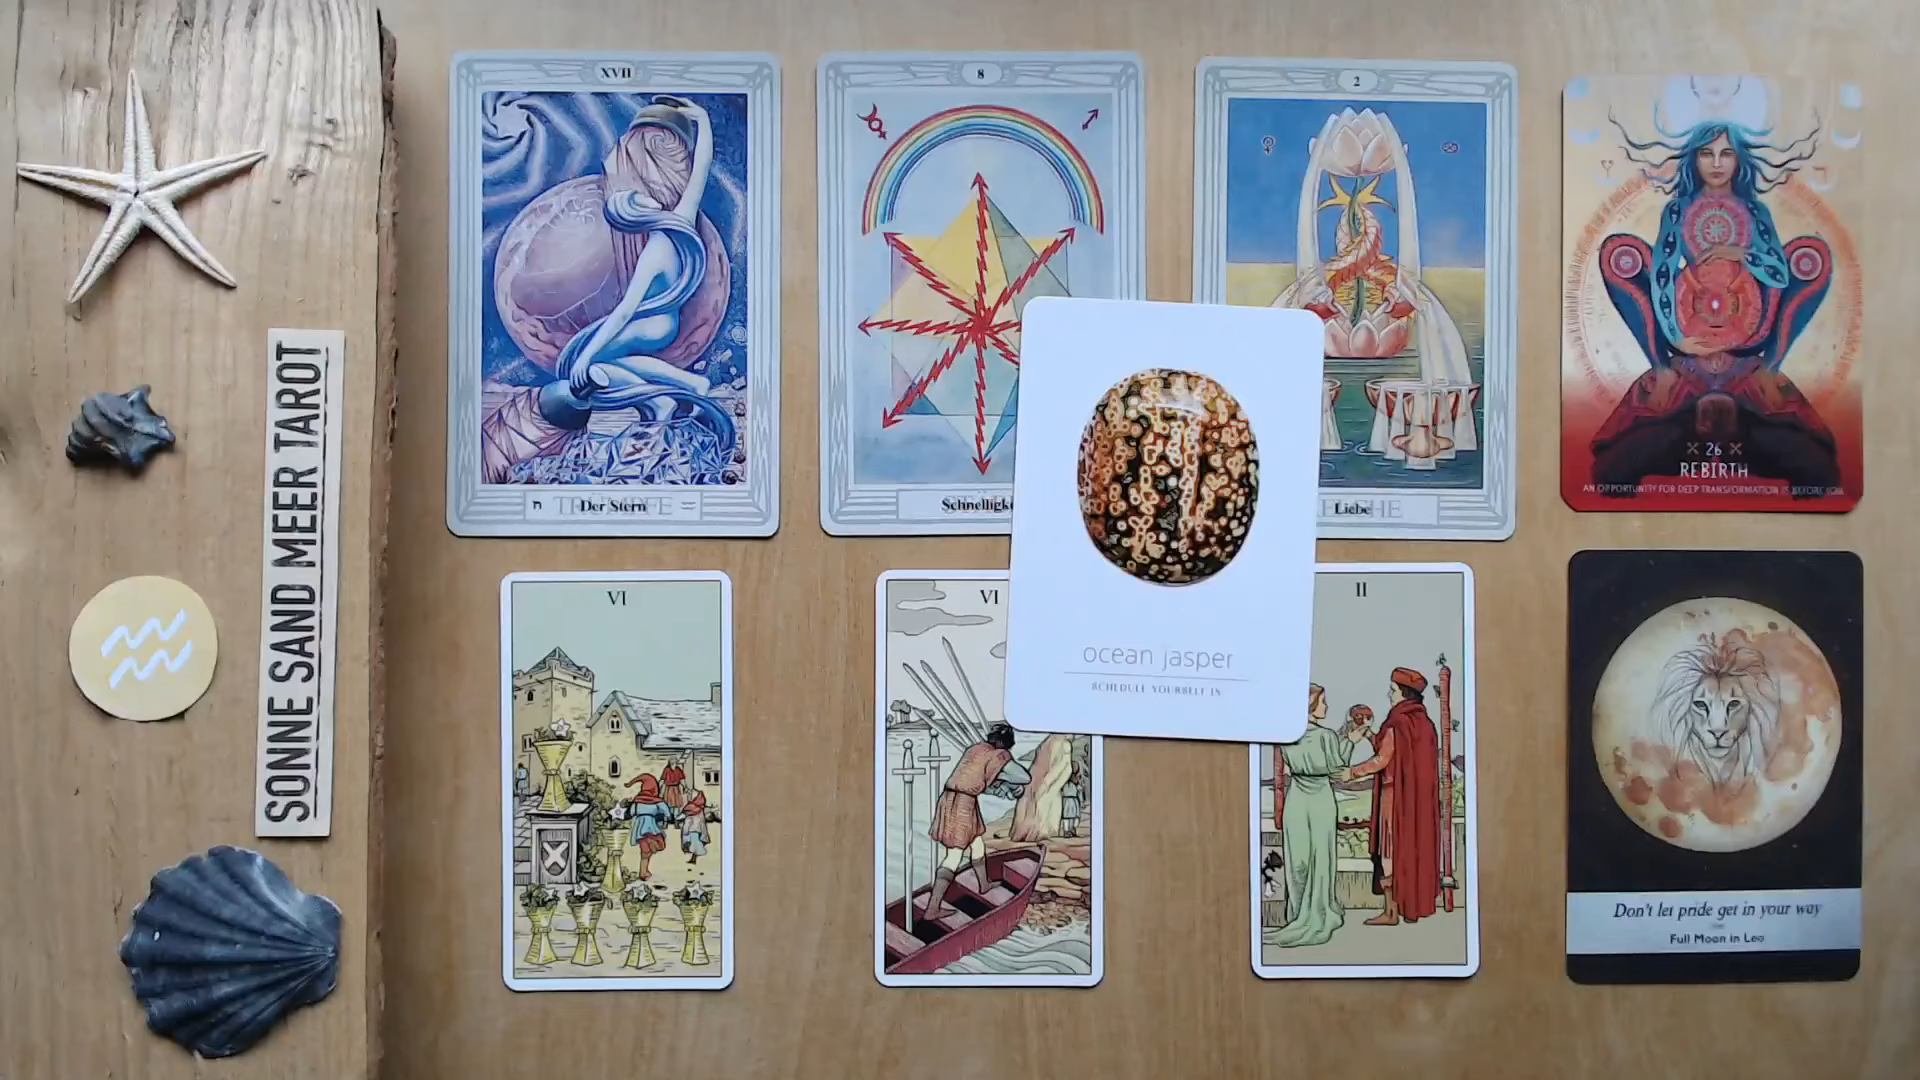 SONNE SAND MEER TAROT
XVII
Der Stern
8
2
Liebe
26
REBIRTH
AN OPPORTUNITY FOR DEEP TRANSFORMATION IS BEFORE YOU
ocean jasper
SCHEDULE YOURSELF IN
VI
VI
II
Don't let pride get in your way
Full Moon in Leo